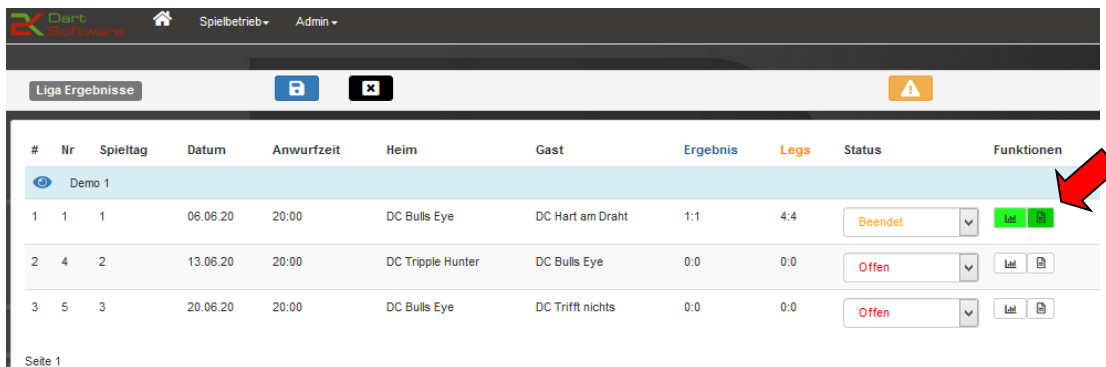 2K Dart
Software
Spielbetrieb Admin
Liga Ergebnisse
# Nr Spieltag Datum Anwurfzeit Heim Gast Ergebnis Legs Status Funktionen
Demo 1
1 1 1 06.06.20 20:00 DC Bulls Eye DC Hart am Draht 1:1 4:4 Beendet
2 4 2 13.06.20 20:00 DC Tripple Hunter DC Bulls Eye 0:0 0:0 Offen
3 5 3 20.06.20 20:00 DC Bulls Eye DC Trifft nichts 0:0 0:0 Offen
Seite 1